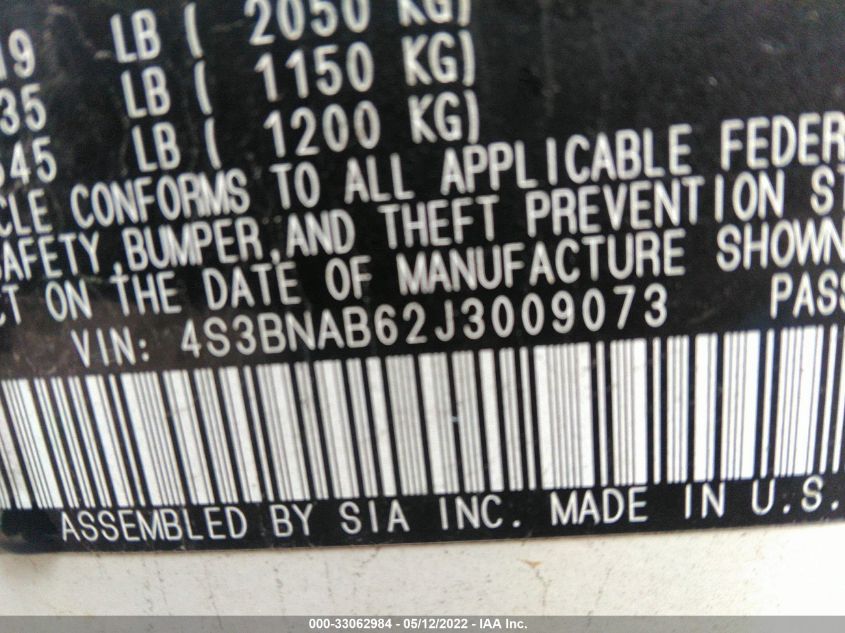 19 LB ( 2050 KG)
35 LB ( 1150 KG)
645 LB ( 1200 KG)
CLE CONFORMS TO ALL APPLICABLE FEDER
SAFETY,BUMPER,AND THEFT PREVENTION ST
CT ON THE DATE OF MANUFACTURE SHOWN
VIN: 4S3BNAB62J3009073 PASS
ASSEMBLED BY SIA INC. MADE IN U.S.
000-33062984 - 05/12/2022 - IAA Inc.